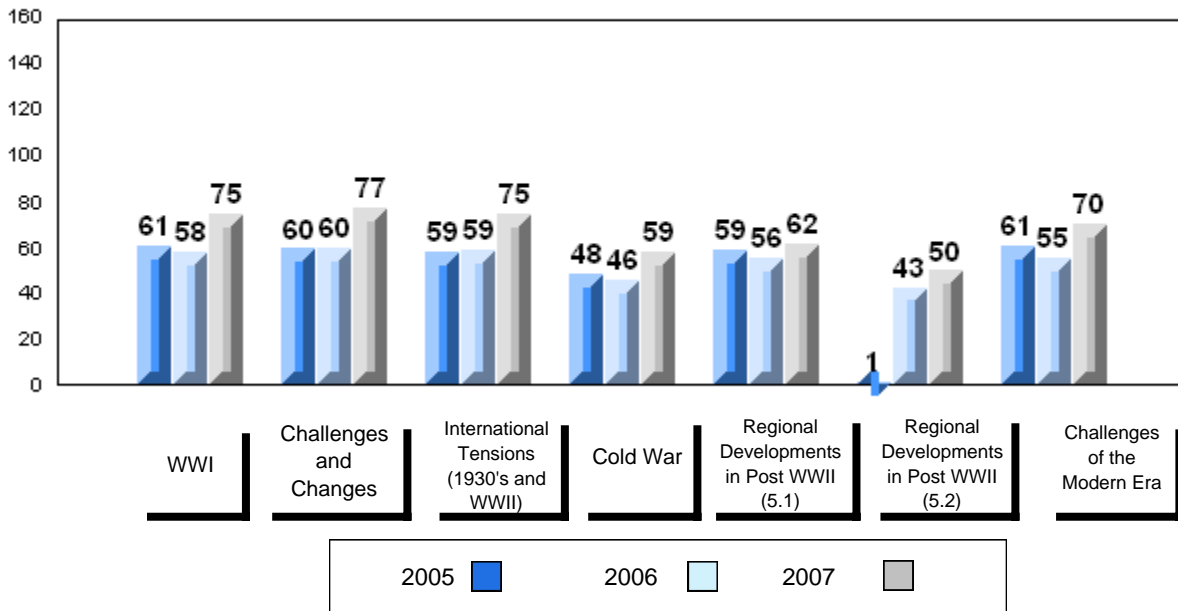 160
140
120
100
80
60
40
20
0
61 58 75
60 60 77
59 59 75
48 46 59
59 56 62
1 43 50
61 55 70
WWI
Challenges
and
Changes
International
Tensions
(1930's and
WWII)
Cold War
Regional
Developments
in Post WWII
(5.1)
Regional
Developments
in Post WWII
(5.2)
Challenges
of the
Modern Era
2005 2006 2007